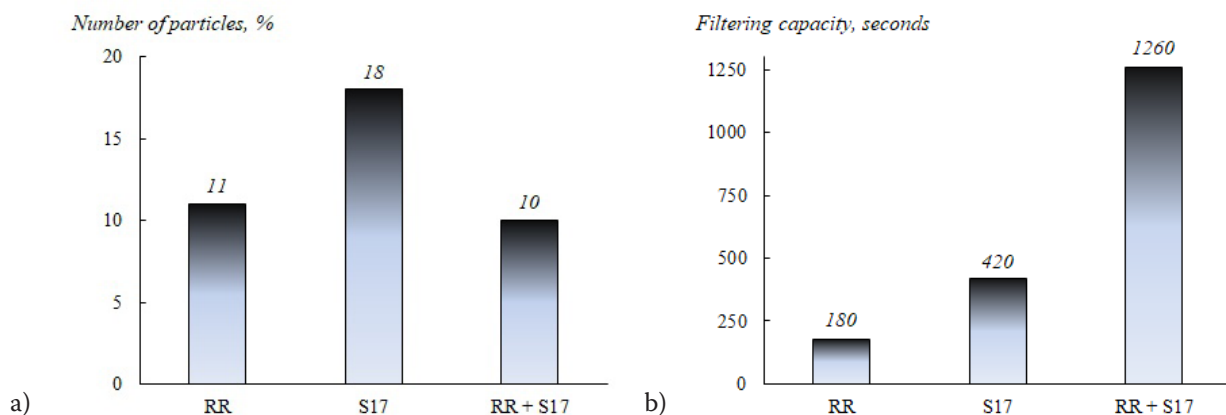 Number of particles, %
20
18
15
11
10
10
5
0
RR
S17
RR + S17
a)
Filtering capacity, seconds
1260
1250
1000
750
500
420
250
180
0
RR
S17
RR + S17
b)